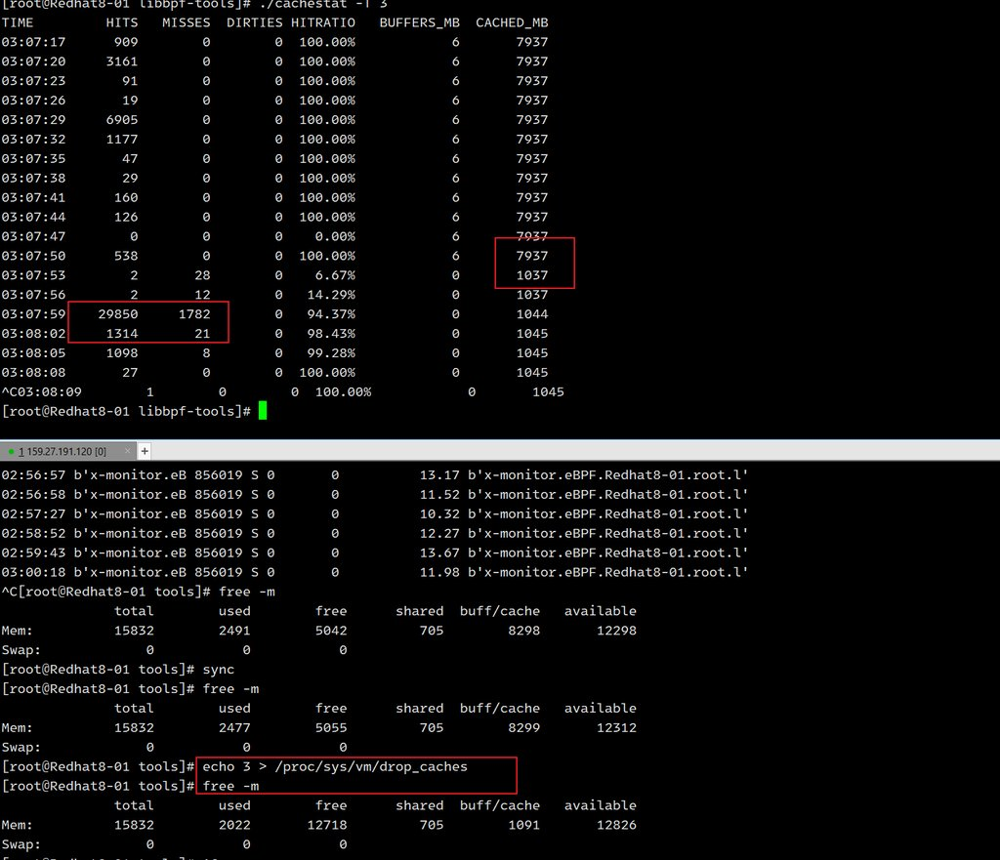 [root@Redhat8-01 libbpf-tools]# ./cachestat -T 3
TIME HITS MISSES DIRTIES HITRATIO BUFFERS_MB CACHED_MB
03:07:17 909 0 0 100.00% 6 7937
03:07:20 3161 0 0 100.00% 6 7937
03:07:23 91 0 0 100.00% 6 7937
03:07:26 19 0 0 100.00% 6 7937
03:07:29 6905 0 0 100.00% 6 7937
03:07:32 1177 0 0 100.00% 6 7937
03:07:35 47 0 0 100.00% 6 7937
03:07:38 29 0 0 100.00% 6 7937
03:07:41 160 0 0 100.00% 6 7937
03:07:44 126 0 0 100.00% 6 7937
03:07:47 0 0 0 0.00% 6 7937
03:07:50 538 0 0 100.00% 6 7937
03:07:53 2 28 0 6.67% 0 1037
03:07:56 2 12 0 14.29% 0 1037
03:07:59 29850 1782 0 94.37% 0 1044
03:08:02 1314 21 0 98.43% 0 1045
03:08:05 1098 8 0 99.28% 0 1045
03:08:08 27 0 0 100.00% 0 1045
^C03:08:09 1 0 0 100.00% 0 1045
[root@Redhat8-01 libbpf-tools]#
1 159.27.191.120 [0] × +
02:56:57 b'x-monitor.eB 856019 S 0 0 13.17 b'x-monitor.eBPF.Redhat8-01.root.l'
02:56:58 b'x-monitor.eB 856019 S 0 0 11.52 b'x-monitor.eBPF.Redhat8-01.root.l'
02:57:27 b'x-monitor.eB 856019 S 0 0 10.32 b'x-monitor.eBPF.Redhat8-01.root.l'
02:58:52 b'x-monitor.eB 856019 S 0 0 12.27 b'x-monitor.eBPF.Redhat8-01.root.l'
02:59:43 b'x-monitor.eB 856019 S 0 0 13.67 b'x-monitor.eBPF.Redhat8-01.root.l'
03:00:18 b'x-monitor.eB 856019 S 0 0 11.98 b'x-monitor.eBPF.Redhat8-01.root.l'
^C[root@Redhat8-01 tools]# free -m
total used free shared buff/cache available
Mem: 15832 2491 5042 705 8298 12298
Swap: 0 0 0
[root@Redhat8-01 tools]# sync
[root@Redhat8-01 tools]# free -m
total used free shared buff/cache available
Mem: 15832 2477 5055 705 8299 12312
Swap: 0 0 0
[root@Redhat8-01 tools]# echo 3 > /proc/sys/vm/drop_caches
[root@Redhat8-01 tools]# free -m
total used free shared buff/cache available
Mem: 15832 2022 12718 705 1091 12826
Swap: 0 0 0